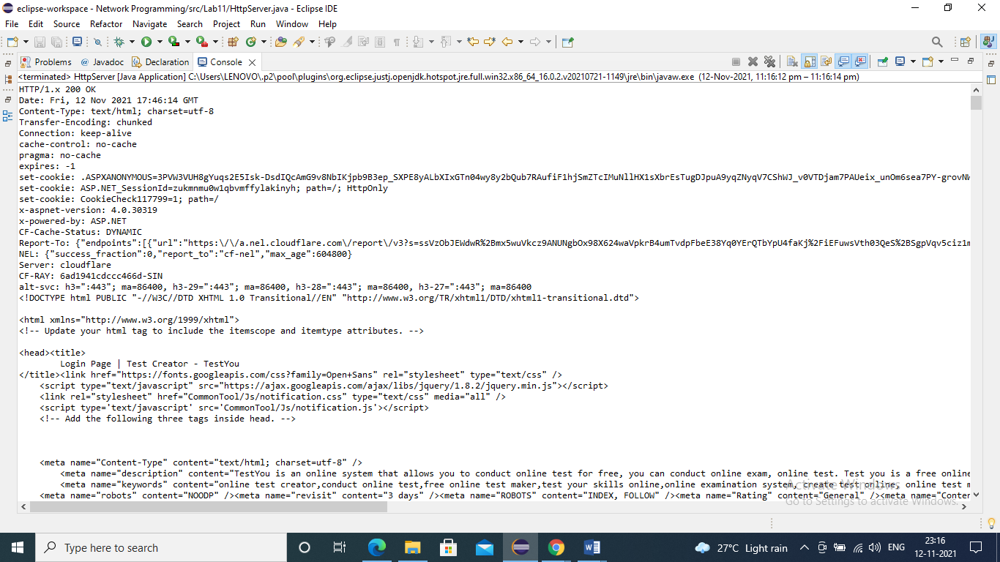 eclipse-workspace - Network Programming/src/Lab11/HttpServer.java - Eclipse IDE
File Edit Source Refactor Navigate Search Project Run Window Help
Problems @ Javadoc Declaration Console
<terminated> HttpServer [Java Application] C:\Users\LENOVO\.p2\pool\plugins\org.eclipse.justj.openjdk.hotspot.jre.full.win32.x86_64_16.0.2.v20210721-1149\jre\bin\javaw.exe (12-Nov-2021, 11:16:12 pm – 11:16:14 pm)
HTTP/1.x 200 OK
Date: Fri, 12 Nov 2021 17:46:14 GMT
Content-Type: text/html; charset=utf-8
Transfer-Encoding: chunked
Connection: keep-alive
cache-control: no-cache
pragma: no-cache
expires: -1
set-cookie: .ASPXANONYMOUS=3PVW3VUH8gYuqs2E5Isk-DsdIQcAmG9v8NbIKjpb9B3ep_SXPE8yALbXIxGTn04wy8y2bQub7RAufiF1hjSmZTcIMuNllHX1sXbrEsTugDJpuA9yqZNyqV7CShWJ_v0VTDjam7PAUeix_unOm6sea7PY-grovNW
set-cookie: ASP.NET_SessionId=zukmnmu0w1qbvmffylakinyh; path=/; HttpOnly
set-cookie: CookieCheck117799=1; path=/
x-aspnet-version: 4.0.30319
x-powered-by: ASP.NET
CF-Cache-Status: DYNAMIC
Report-To: {"endpoints":[{"url":"https:\/\/a.nel.cloudflare.com\/report\/v3?s=ssVzObJEWdwR%2Bmx5wuVkcz9ANUNgbOx98X624waVpkrB4umTvdpFbeE38Yq0YErQTbYpU4faKj%2FiEFuwsVth03QeS%2BSgpVqv5ciz1m
NEL: {"success_fraction":0,"report_to":"cf-nel","max_age":604800}
Server: cloudflare
CF-RAY: 6ad1941cdccc466d-SIN
alt-svc: h3=":443"; ma=86400, h3-29=":443"; ma=86400, h3-28=":443"; ma=86400, h3-27=":443"; ma=86400
<!DOCTYPE html PUBLIC "-//W3C//DTD XHTML 1.0 Transitional//EN" "http://www.w3.org/TR/xhtml1/DTD/xhtml1-transitional.dtd">
<html xmlns="http://www.w3.org/1999/xhtml">
<!-- Update your html tag to include the itemscope and itemtype attributes. -->
<head><title>
Login Page | Test Creator - TestYou
</title><link href="https://fonts.googleapis.com/css?family=Open+Sans" rel="stylesheet" type="text/css" />
<script type="text/javascript" src="https://ajax.googleapis.com/ajax/libs/jquery/1.8.2/jquery.min.js"></script>
<link rel="stylesheet" href="CommonTool/Js/notification.css" type="text/css" media="all" />
<script type='text/javascript' src='CommonTool/Js/notification.js'></script>
<!-- Add the following three tags inside head. -->
<meta name="Content-Type" content="text/html; charset=utf-8" />
<meta name="description" content="TestYou is an online system that allows you to conduct online test for free, you can conduct online exam, online test. Test you is a free online
<meta name="keywords" content="online test creator,conduct online test,free online test maker,test your skills online,online examination system, create test online, online test m
<meta name="robots" content="NOODP" /><meta name="revisit" content="3 days" /><meta name="ROBOTS" content="INDEX, FOLLOW" /><meta name="Rating" content="General" /><meta name="Conter
Activate Windows
Go to Settings to activate Windows.
Type here to search
27°C Light rain
ENG
23:16
12-11-2021